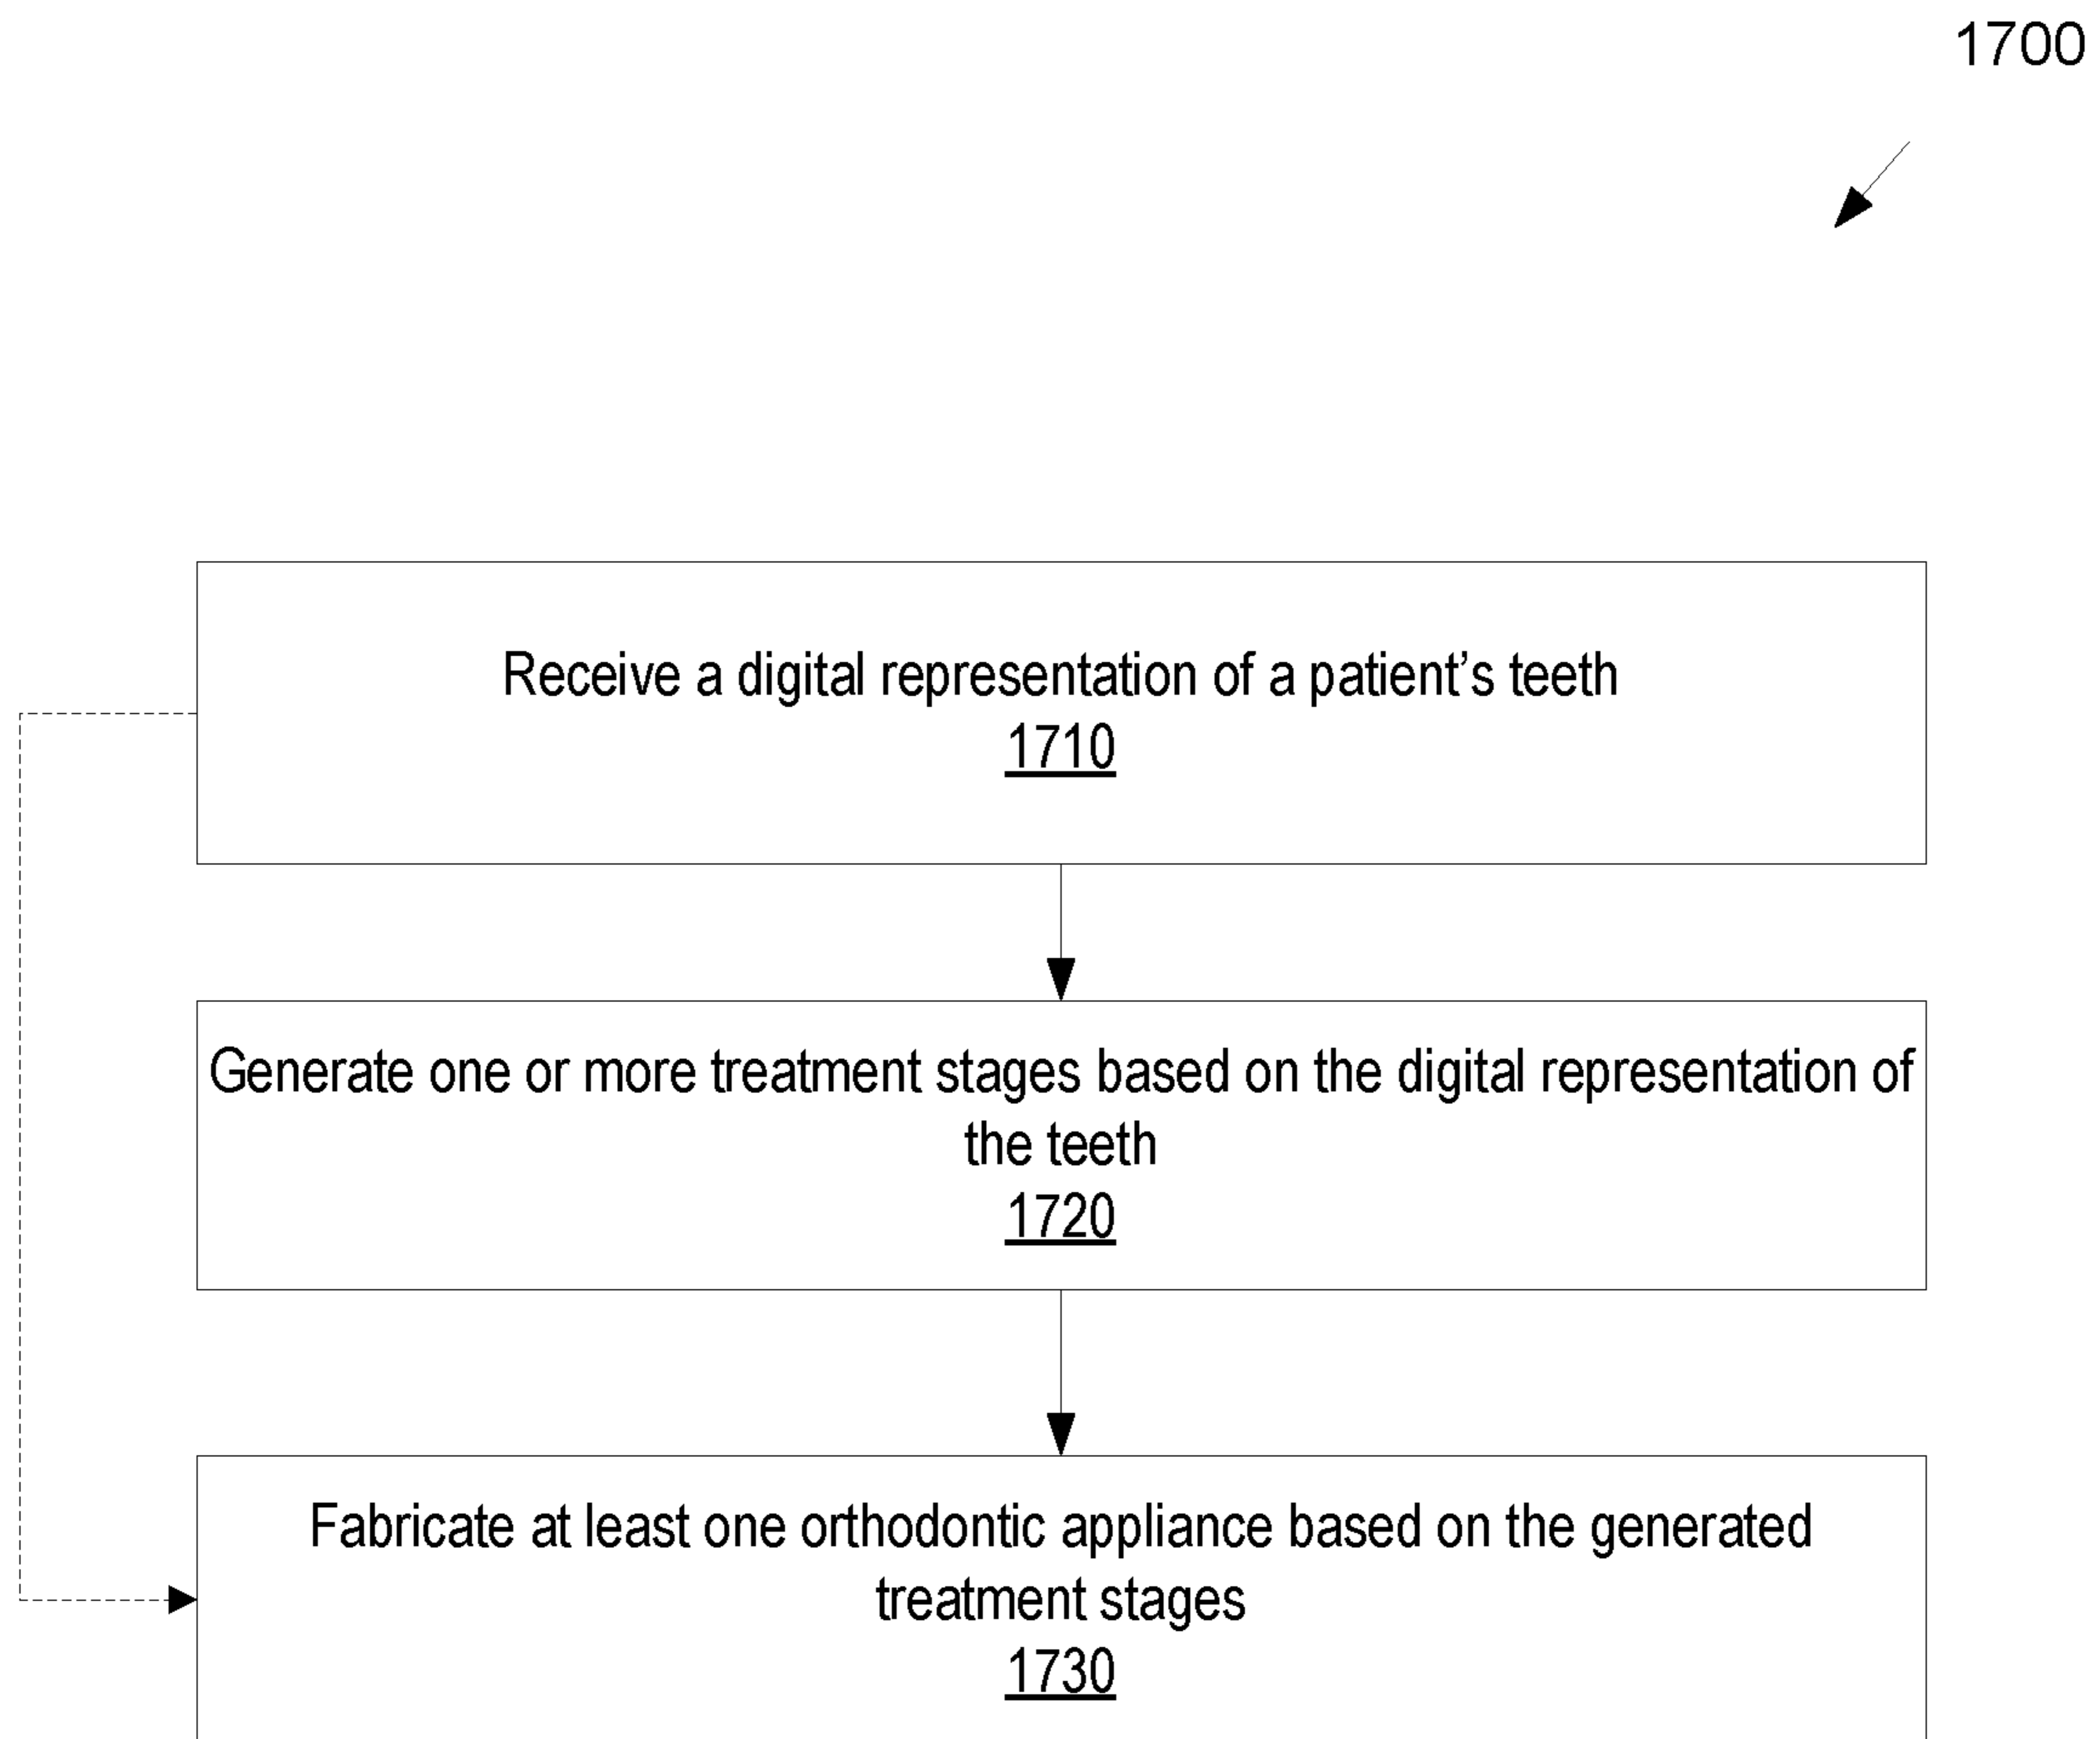 1700
Receive a digital representation of a patient’s teeth
1710
Generate one or more treatment stages based on the digital representation of
the teeth
1720
Fabricate at least one orthodontic appliance based on the generated
treatment stages
1730